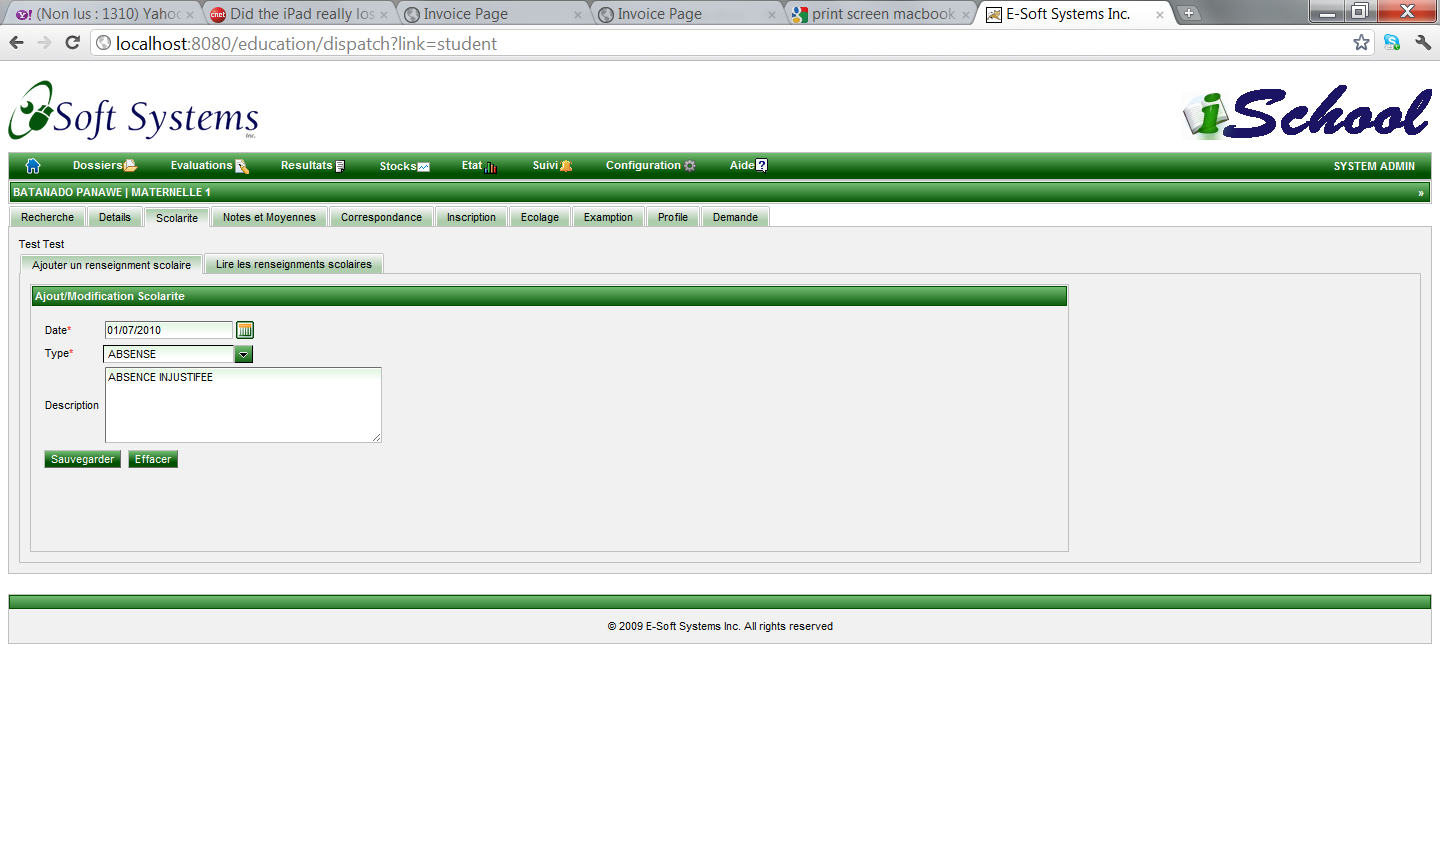 (Non lus : 1310) Yahoo Did the iPad really los Invoice Page Invoice Page print screen macbook E-Soft Systems Inc.
localhost:8080/education/dispatch?link=student
Soft Systems Inc.
iSchool
Dossiers Evaluations Resultats Stocks Etat Suivi Configuration Aide SYSTEM ADMIN
BATANADO PANAWE | MATERNELLE 1 »
Recherche Details Scolarite Notes et Moyennes Correspondance Inscription Ecolage Examption Profile Demande
Test Test
Ajouter un renseignment scolaire Lire les renseignments scolaires
Ajout/Modification Scolarite
Date* 01/07/2010
Type* ABSENSE
Description ABSENCE INJUSTIFEE
Sauvegarder Effacer
© 2009 E-Soft Systems Inc. All rights reserved